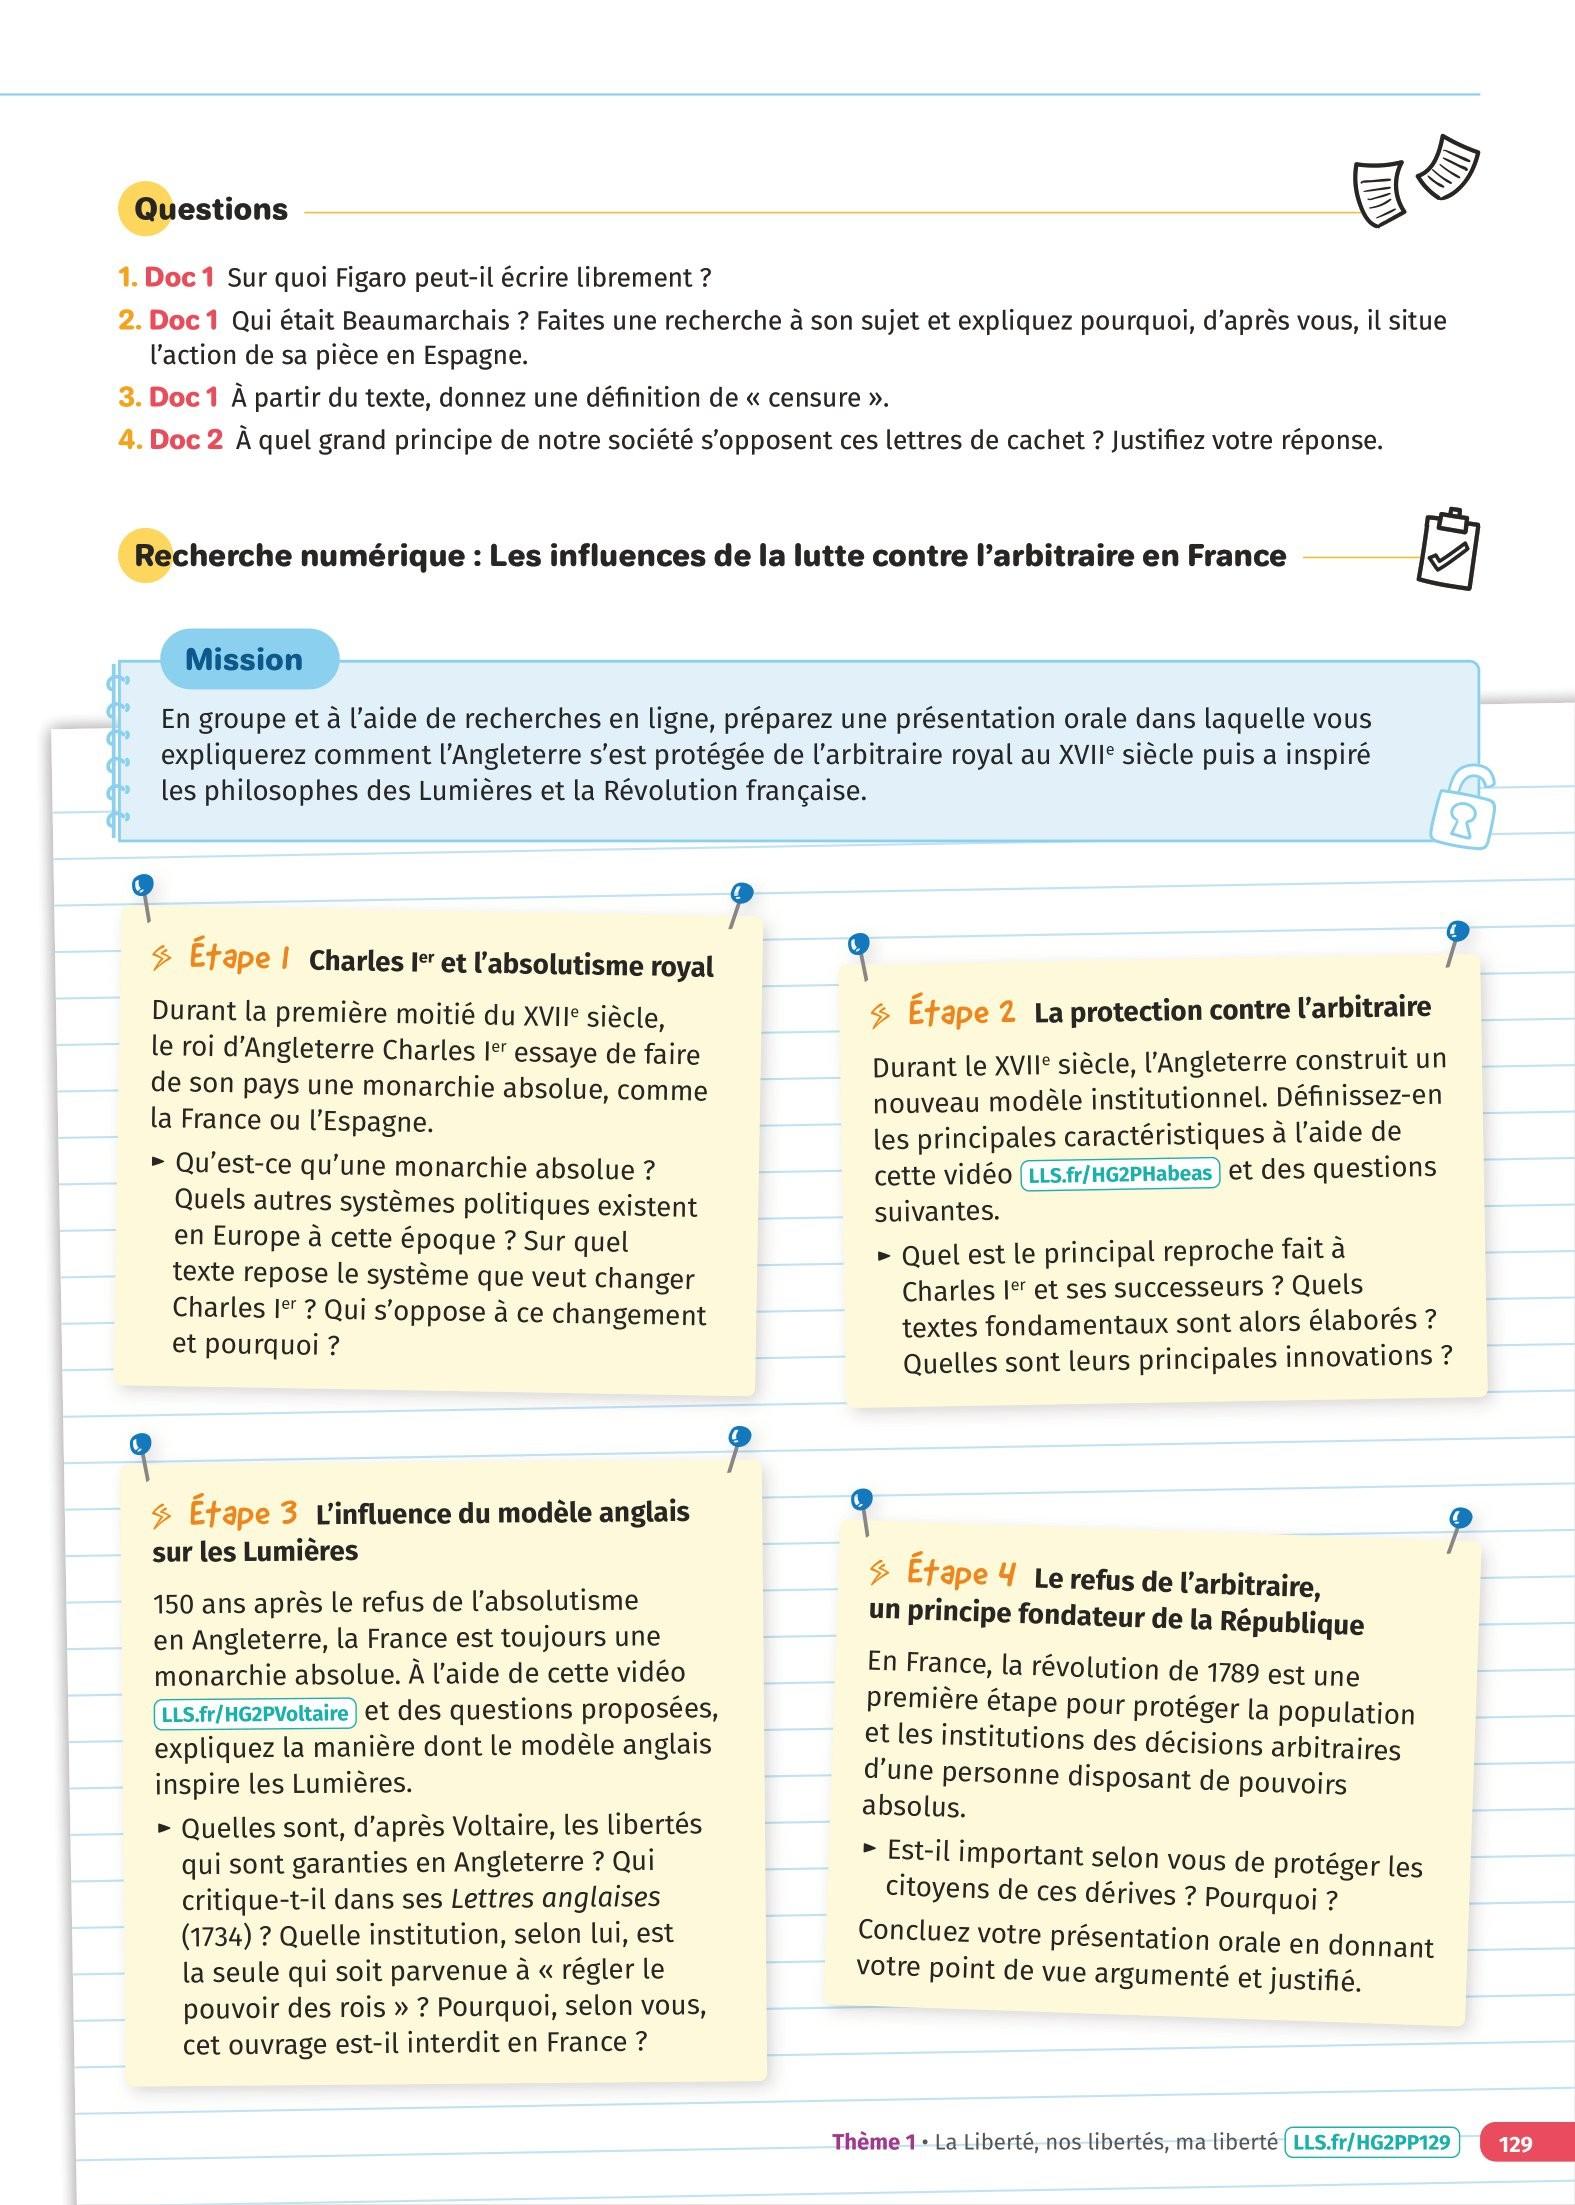 Questions
1. Doc 1 Sur quoi Figaro peut-il écrire librement ?
2. Doc 1 Qui était Beaumarchais ? Faites une recherche à son sujet et expliquez pourquoi, d’après vous, il situe
l’action de sa pièce en Espagne.
3. Doc 1 À partir du texte, donnez une définition de « censure ».
4. Doc 2 À quel grand principe de notre société s’opposent ces lettres de cachet ? Justifiez votre réponse.
Recherche numérique : Les influences de la lutte contre l’arbitraire en France
Mission
En groupe et à l’aide de recherches en ligne, préparez une présentation orale dans laquelle vous
expliquerez comment l’Angleterre s’est protégée de l’arbitraire royal au XVIIe siècle puis a inspiré
les philosophes des Lumières et la Révolution française.
Étape 1 Charles Ier et l’absolutisme royal
Durant la première moitié du XVIIe siècle,
le roi d’Angleterre Charles Ier essaye de faire
de son pays une monarchie absolue, comme
la France ou l’Espagne.
► Qu’est-ce qu’une monarchie absolue ?
Quels autres systèmes politiques existent
en Europe à cette époque ? Sur quel
texte repose le système que veut changer
Charles Ier ? Qui s’oppose à ce changement
et pourquoi ?
Étape 2 La protection contre l’arbitraire
Durant le XVIIe siècle, l’Angleterre construit un
nouveau modèle institutionnel. Définissez-en
les principales caractéristiques à l’aide de
cette vidéo LLS.fr/HG2PHabeas et des questions
suivantes.
► Quel est le principal reproche fait à
Charles Ier et ses successeurs ? Quels
textes fondamentaux sont alors élaborés ?
Quelles sont leurs principales innovations ?
Étape 3 L’influence du modèle anglais
sur les Lumières
150 ans après le refus de l’absolutisme
en Angleterre, la France est toujours une
monarchie absolue. À l’aide de cette vidéo
LLS.fr/HG2PVoltaire et des questions proposées,
expliquez la manière dont le modèle anglais
inspire les Lumières.
► Quelles sont, d’après Voltaire, les libertés
qui sont garanties en Angleterre ? Qui
critique-t-il dans ses Lettres anglaises
(1734) ? Quelle institution, selon lui, est
la seule qui soit parvenue à « régler le
pouvoir des rois » ? Pourquoi, selon vous,
cet ouvrage est-il interdit en France ?
Étape 4 Le refus de l’arbitraire,
un principe fondateur de la République
En France, la révolution de 1789 est une
première étape pour protéger la population
et les institutions des décisions arbitraires
d’une personne disposant de pouvoirs
absolus.
► Est-il important selon vous de protéger les
citoyens de ces dérives ? Pourquoi ?
Concluez votre présentation orale en donnant
votre point de vue argumenté et justifié.
Thème 1 • La Liberté, nos libertés, ma liberté LLS.fr/HG2PP129 129